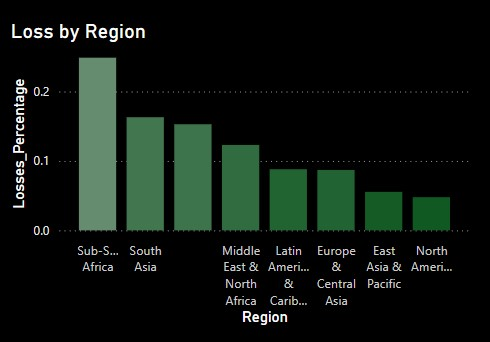 Loss by Region
Losses_Percentage
0.2
0.1
0.0
Sub-S...
Africa
South
Asia
Middle
East &
North
Africa
Latin
Ameri...
&
Carib...
Europe
&
Central
Asia
East
Asia &
Pacific
North
Ameri...
Region